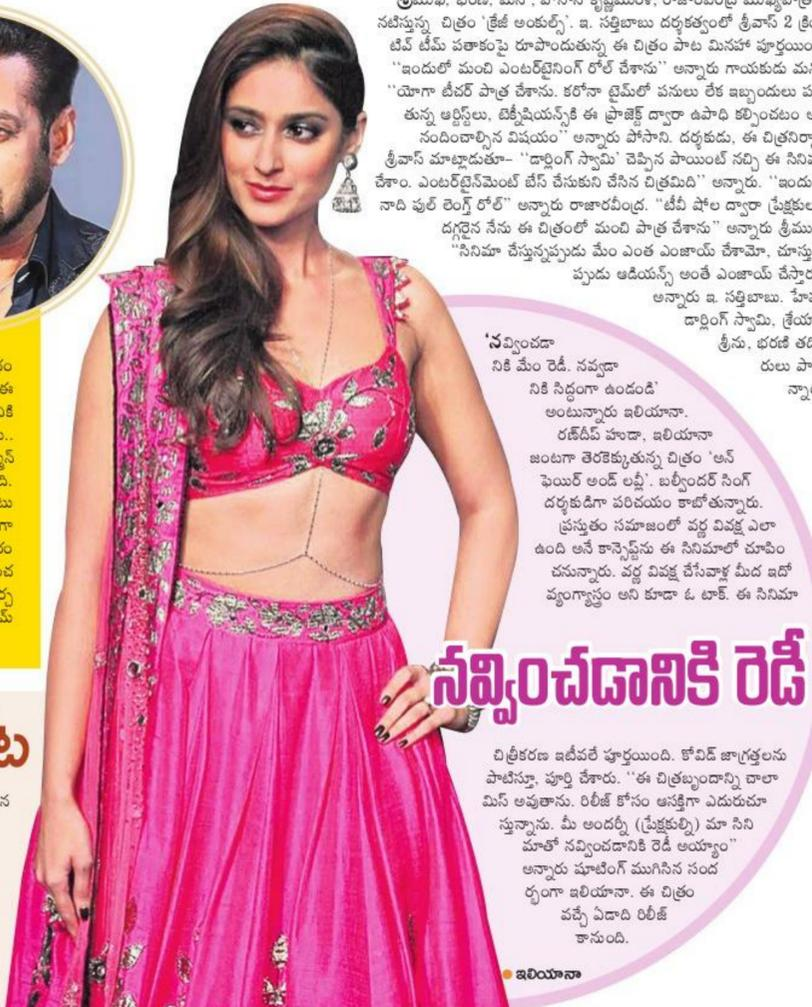 నటిస్తున్న చిత్రం 'క్రేజీ అంకుల్స్'. ఇ. సత్తిబాబు దర్శకత్వంలో శ్రీవాస్ 2
టివ్ టీమ్ పతాకంపై రూపొందుతున్న ఈ చిత్రం పాట మినహా
''ఇందులో మంచి ఎంటర్‌టైనింగ్ రోల్ చేశాను'' అన్నారు గాయకుడు
''యోగా టీచర్ పాత్ర చేశాను. కరోనా టైమ్‌లో పనులు లేక ఇబ్బందులు
తున్న ఆర్టిస్టులు, టెక్నీషియన్స్‌కి ఈ ప్రాజెక్ట్ ద్వారా ఉపాధి కల్పించటం
నందించాల్సిన విషయం'' అన్నారు పోసాని. దర్శకుడు, ఈ
శ్రీవాస్ మాట్లాడుతూ– ''డార్లింగ్ స్వామి' చెప్పిన పాయింట్ నచ్చి ఈ
చేశాం. ఎంటర్‌టైన్‌మెంట్ బేస్ చేసుకుని చేసిన చిత్రమిది'' అన్నారు. ''ఇందు
నాది ఫుల్ లెంగ్త్ రోల్'' అన్నారు రాజారవీంద్ర. ''టీవీ షోల ద్వారా
దగ్గరైన నేను ఈ చిత్రంలో మంచి పాత్ర చేశాను'' అన్నారు
''సినిమా చేస్తున్నప్పుడు మేం ఎంత ఎంజాయ్ చేశామో, చూస్తు
ప్పుడు ఆడియన్స్ అంతే ఎంజాయ్ చేస్తార
అన్నారు ఇ. సత్తిబాబు. హే
డార్లింగ్ స్వామి, శ్రేయ
శ్రీను, భరణి తది
రులు పా
న్నా
'నవ్వించడా
నికి మేం రెడీ. నవ్వడా
నికి సిద్ధంగా ఉండండి'
అంటున్నారు ఇలియానా.
రణ్‌దీప్ హుడా, ఇలియానా
జంటగా తెరకెక్కుతున్న చిత్రం 'అన్
ఫెయిర్ అండ్ లవ్లీ'. బల్వీందర్ సింగ్
దర్శకుడిగా పరిచయం కాబోతున్నారు.
ప్రస్తుతం సమాజంలో వర్ణ వివక్ష ఎలా
ఉంది అనే కాన్సెప్ట్‌ను ఈ సినిమాలో చూపిం
చనున్నారు. వర్ణ వివక్ష చేసేవాళ్ల మీద ఇదో
వ్యంగ్యాస్త్రం అని కూడా ఓ టాక్. ఈ సినిమా
నవ్వించడానికి రెడీ
చిత్రీకరణ ఇటీవలే పూర్తయింది. కోవిడ్ జాగ్రత్తలను
పాటిస్తూ, పూర్తి చేశారు. ''ఈ చిత్రబృందాన్ని చాలా
మిస్ అవుతాను. రిలీజ్ కోసం ఆసక్తిగా ఎదురుచూ
స్తున్నాను. మీ అందర్నీ (ప్రేక్షకుల్ని) మా సిని
మాతో నవ్వించడానికి రెడీ అయ్యాం''
అన్నారు షూటింగ్ ముగిసిన సంద
ర్భంగా ఇలియానా. ఈ చిత్రం
వచ్చే ఏడాది రిలీజ్
కానుంది.
ఇలియానా